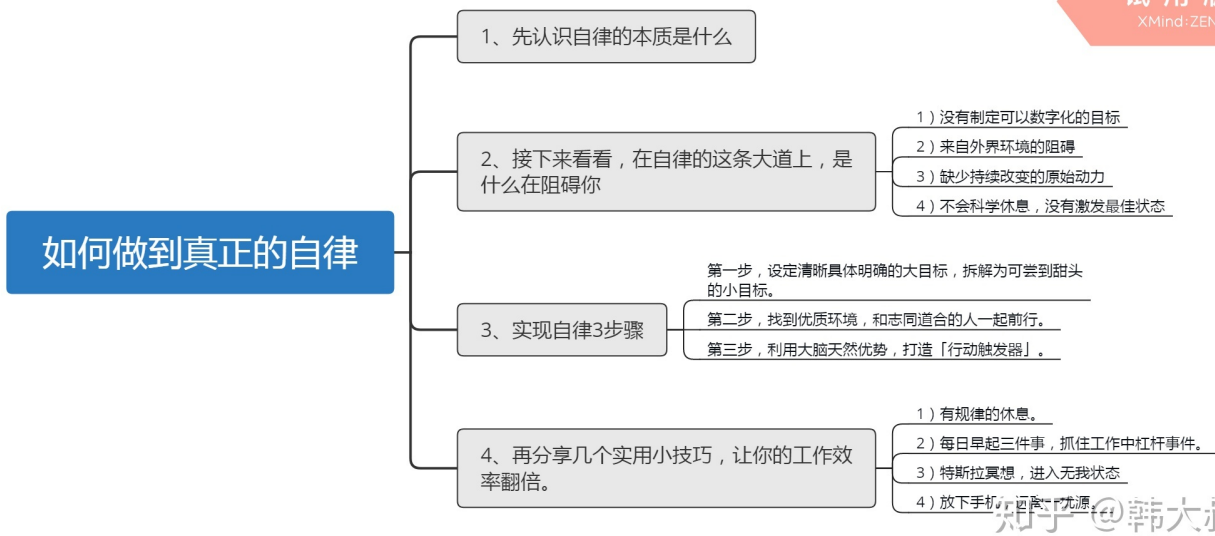 试用版
XMind:ZEN
1、先认识自律的本质是什么
2、接下来看看，在自律的这条大道上，是
什么在阻碍你
1）没有制定可以数字化的目标
2）来自外界环境的阻碍
3）缺少持续改变的原始动力
4）不会科学休息，没有激发最佳状态
如何做到真正的自律
3、实现自律3步骤
第一步，设定清晰具体明确的大目标，拆解为可尝到甜头
的小目标。
第二步，找到优质环境，和志同道合的人一起前行。
第三步，利用大脑天然优势，打造「行动触发器」。
4、再分享几个实用小技巧，让你的工作效
率翻倍。
1）有规律的休息。
2）每日早起三件事，抓住工作中杠杆事件。
3）特斯拉冥想，进入无我状态
4）放下手机，远离一优源。
知乎 @韩大